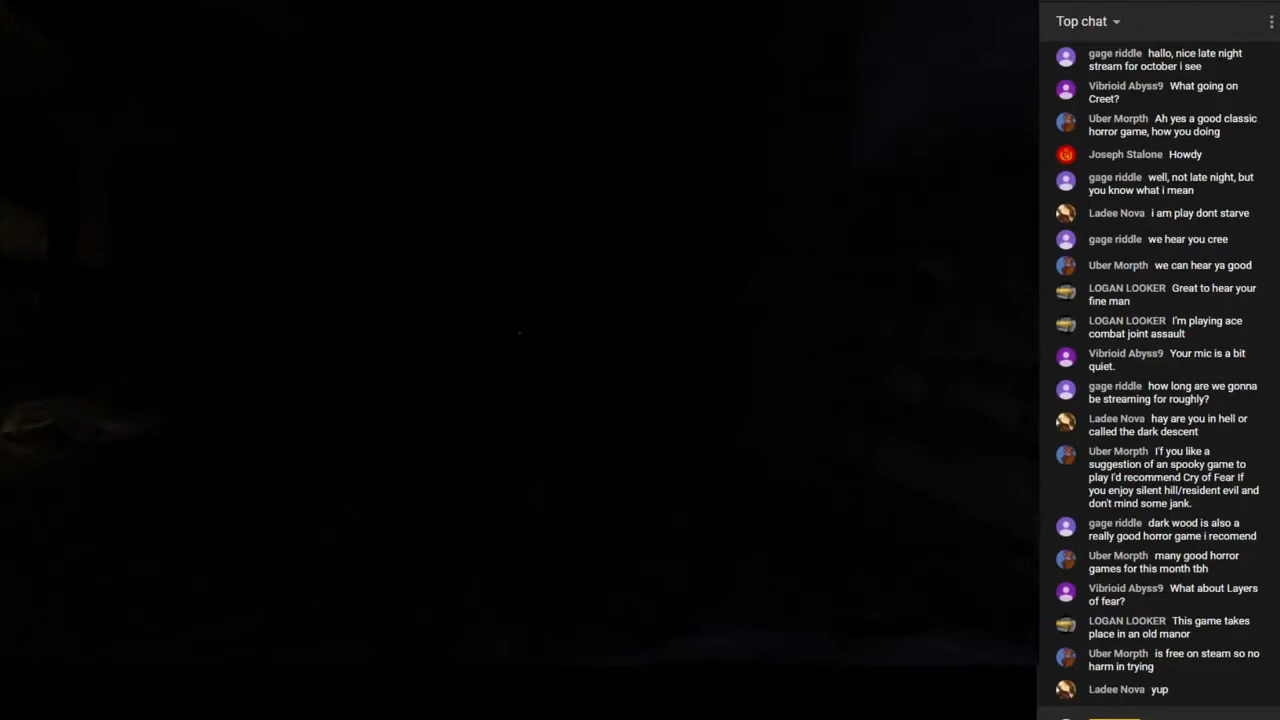 Top chat
gage riddle hallo, nice late night
stream for october i see
Vibrioid Abyss9 What going on
Creet?
Uber Morpth Ah yes a good classic
horror game, how you doing
Joseph Stalone Howdy
gage riddle well, not late night, but
you know what i mean
Ladee Nova i am play dont starve
gage riddle we hear you cree
Uber Morpth we can hear ya good
LOGAN LOOKER Great to hear your
fine man
LOGAN LOOKER I'm playing ace
combat joint assault
Vibrioid Abyss9 Your mic is a bit
quiet.
gage riddle how long are we gonna
be streaming for roughly?
Ladee Nova hay are you in hell or
called the dark descent
Uber Morpth I'f you like a
suggestion of an spooky game to
play I'd recommend Cry of Fear If
you enjoy silent hill/resident evil and
don't mind some jank.
gage riddle dark wood is also a
really good horror game i recomend
Uber Morpth many good horror
games for this month tbh
Vibrioid Abyss9 What about Layers
of fear?
LOGAN LOOKER This game takes
place in an old manor
Uber Morpth is free on steam so no
harm in trying
Ladee Nova yup